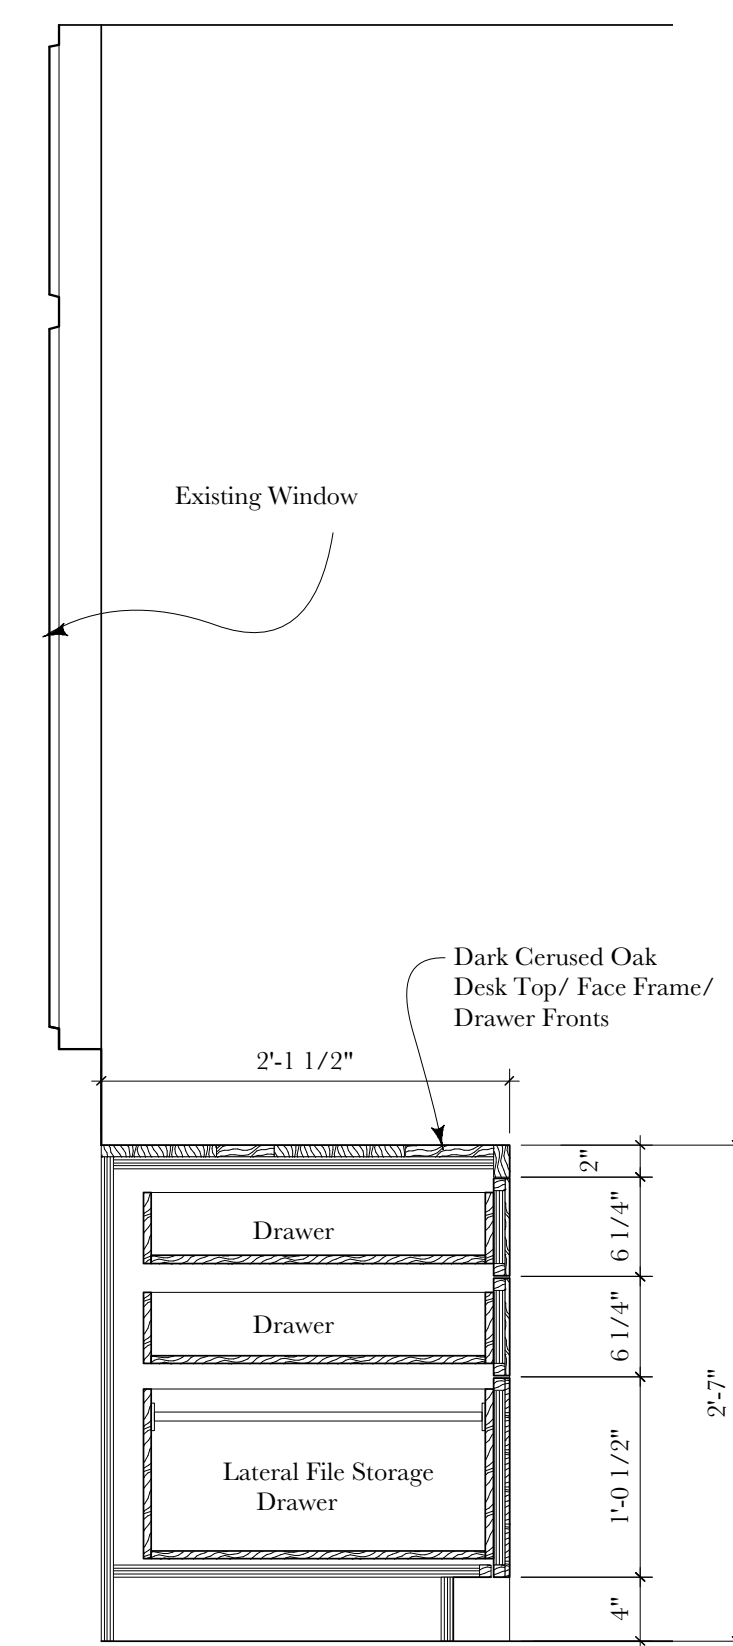 Existing Window
Dark Cerused Oak
Desk Top/ Face Frame/
Drawer Fronts
2'-1 1/2"
2"
Drawer
6 1/4"
Drawer
6 1/4"
2'-7"
Lateral File Storage
Drawer
1'-0 1/2"
4"